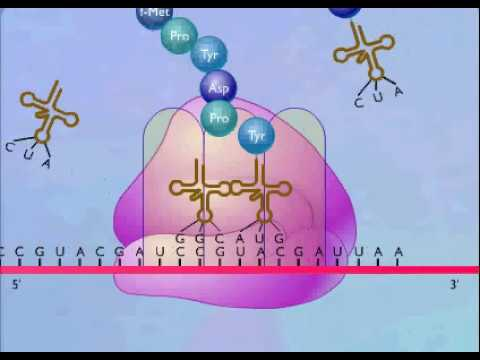 f-Met
Pro
Tyr
Asp
Pro
Tyr
C U A
C U A
G G C A U G
C C G U A C G A U C C G U A C G A U U A A
5' 3'